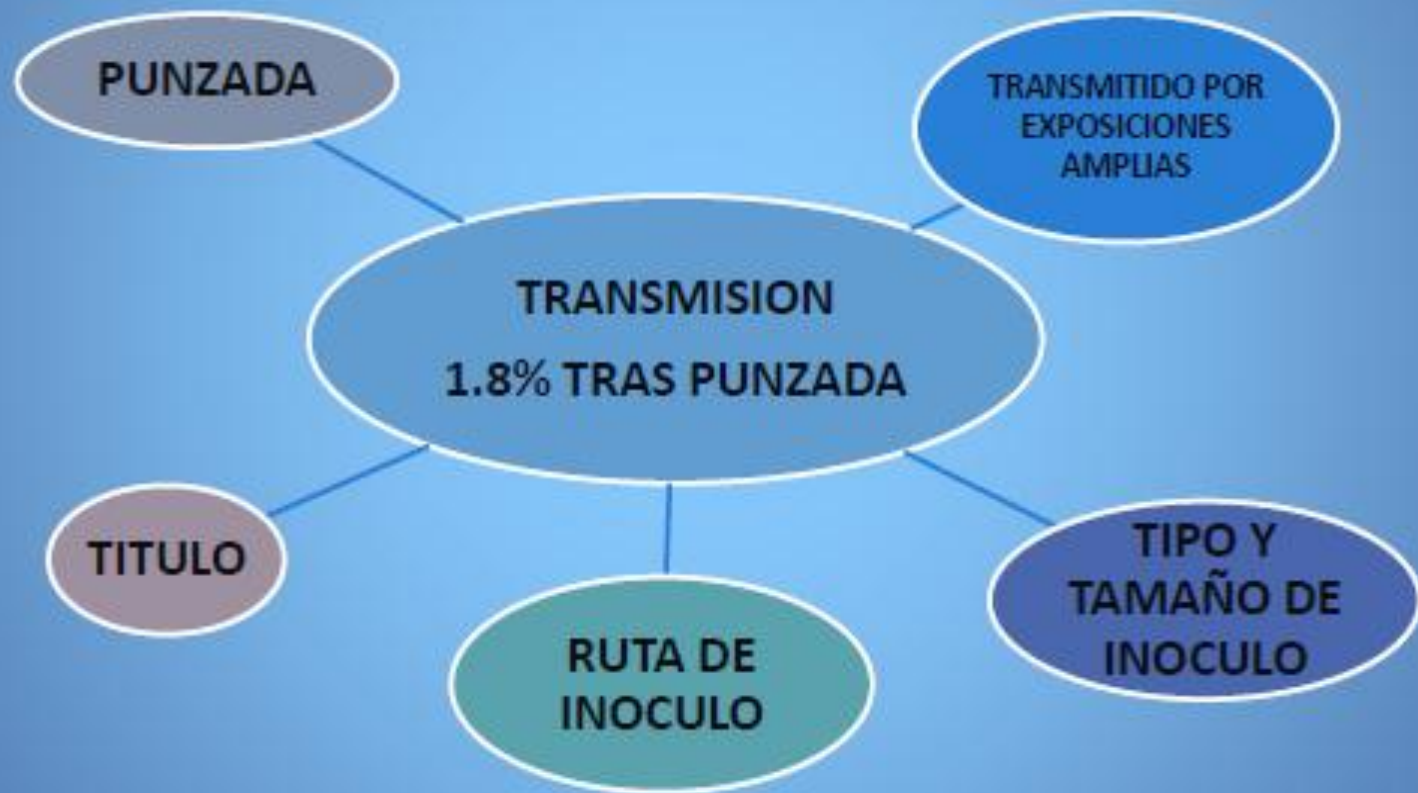 PUNZADA
TRANSMITIDO POR
EXPOSICIONES
AMPLIAS
TRANSMISION
1.8% TRAS PUNZADA
TITULO
RUTA DE
INOCULO
TIPO Y
TAMAÑO DE
INOCULO